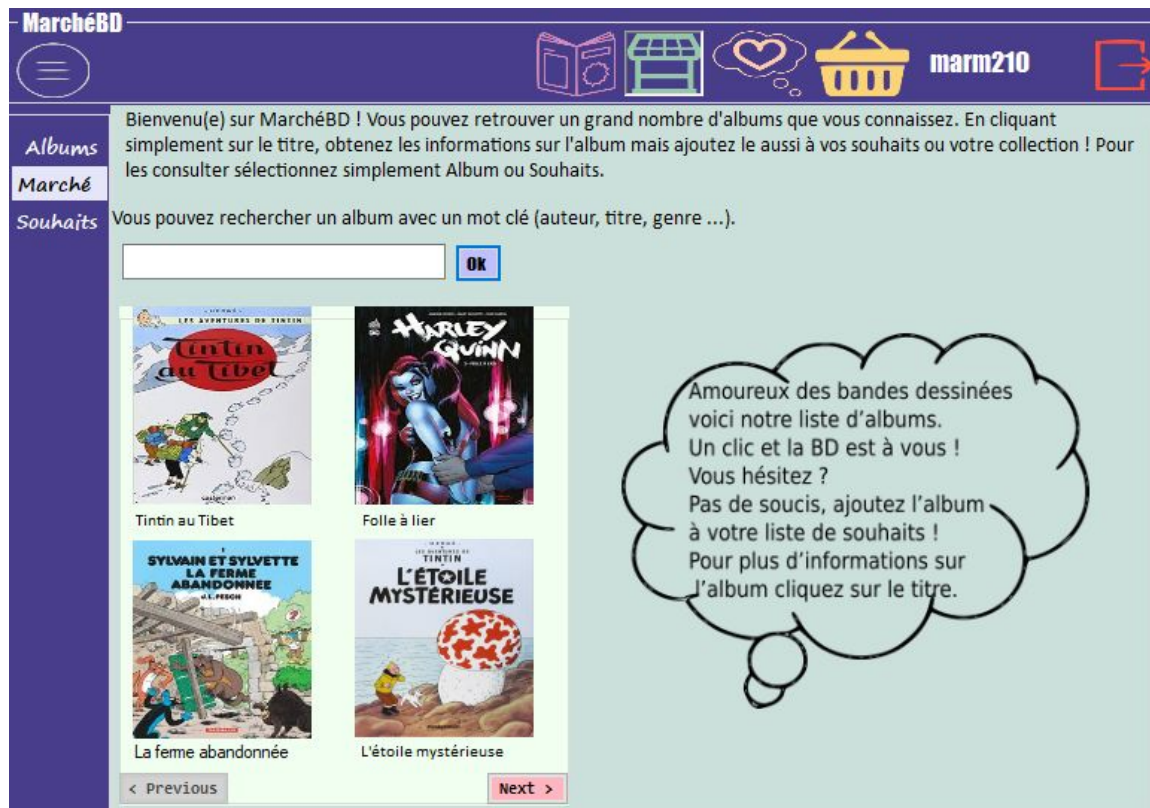 MarchéBD
marm210
Albums
Marché
Souhaits
Bienvenu(e) sur MarchéBD ! Vous pouvez retrouver un grand nombre d'albums que vous connaissez. En cliquant
simplement sur le titre, obtenez les informations sur l'album mais ajoutez le aussi à vos souhaits ou votre collection ! Pour
les consulter sélectionnez simplement Album ou Souhaits.
Vous pouvez rechercher un album avec un mot clé (auteur, titre, genre ...).
Ok
HERGÉ
LES AVENTURES DE TINTIN
Tintin
au Tibet
casterman
Tintin au Tibet
HARLEY
QUINN
Folle à lier
SYLVAIN ET SYLVETTE
LA FERME
ABANDONNÉE
J.L. PESCH
La ferme abandonnée
HERGÉ
LES AVENTURES DE
TINTIN
L'ÉTOILE
MYSTÉRIEUSE
L'étoile mystérieuse
< Previous
Next >
Amoureux des bandes dessinées
voici notre liste d'albums.
Un clic et la BD est à vous !
Vous hésitez ?
Pas de soucis, ajoutez l'album
à votre liste de souhaits !
Pour plus d'informations sur
l'album cliquez sur le titre.